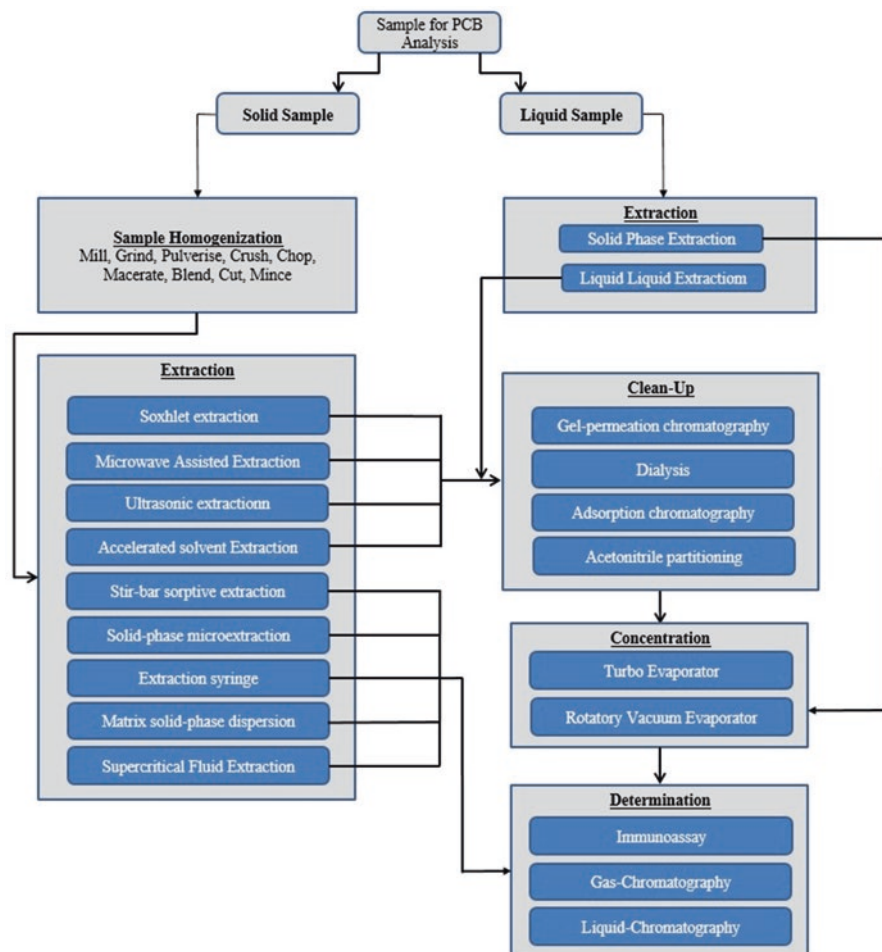 Sample for PCB
Analysis
Solid Sample
Liquid Sample
Sample Homogenization
Mill, Grind, Pulverise, Crush, Chop,
Macerate, Blend, Cut, Mince
Extraction
Solid Phase Extraction
Liquid Liquid Extractiom
Extraction
Soxhlet extraction
Microwave Assisted Extraction
Ultrasonic extractionn
Accelerated solvent Extraction
Stir-bar sorptive extraction
Solid-phase microextraction
Extraction syringe
Matrix solid-phase dispersion
Supercritical Fluid Extraction
Clean-Up
Gel-permeation chromatography
Dialysis
Adsorption chromatography
Acetonitrile partitioning
Concentration
Turbo Evaporator
Rotatory Vacuum Evaporator
Determination
Immunoassay
Gas-Chromatography
Liquid-Chromatography